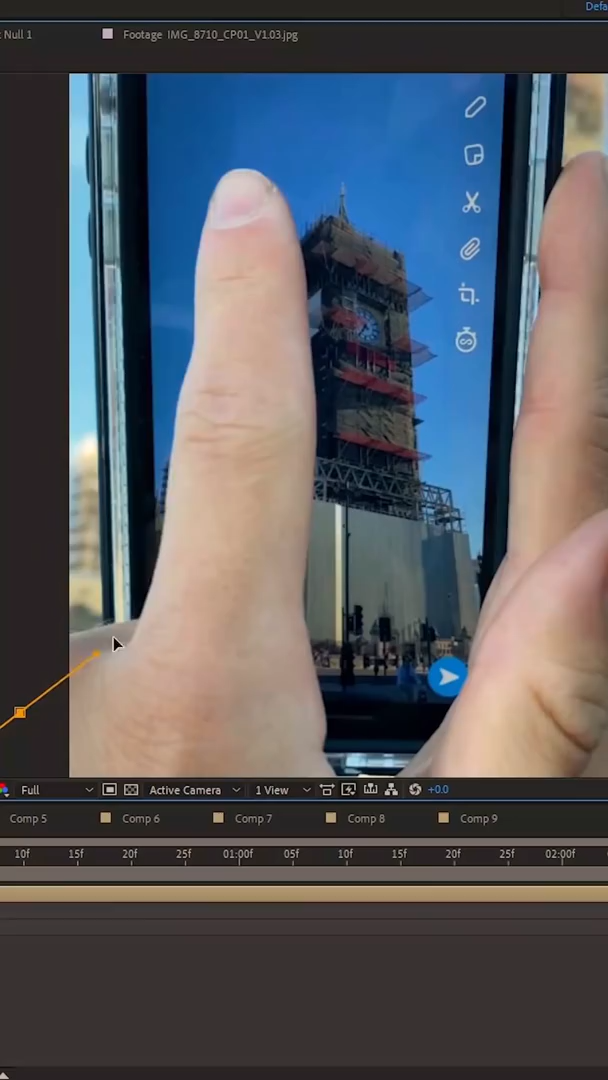 Defa
: Null 1
Footage IMG_8710_CP01_V1.03.jpg
Full
Active Camera
1 View
+0.0
Comp 5
Comp 6
Comp 7
Comp 8
Comp 9
10f
15f
20f
25f
01:00f
05f
10f
15f
20f
25f
02:00f